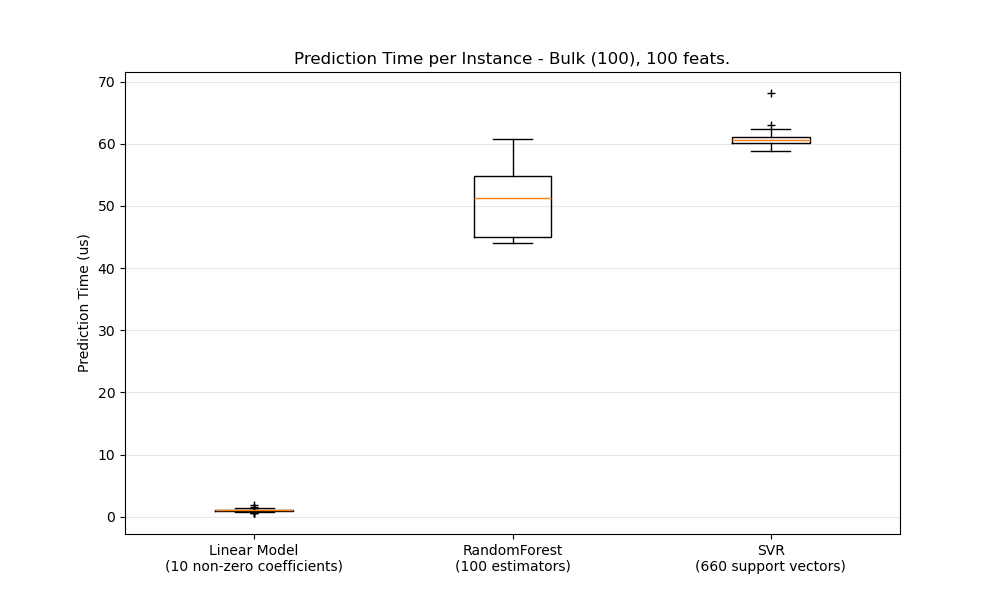 Prediction Time per Instance - Bulk (100), 100 feats.
70
60
50
40
30
20
10
0
Prediction Time (us)
Linear Model
(10 non-zero coefficients)
RandomForest
(100 estimators)
SVR
(660 support vectors)